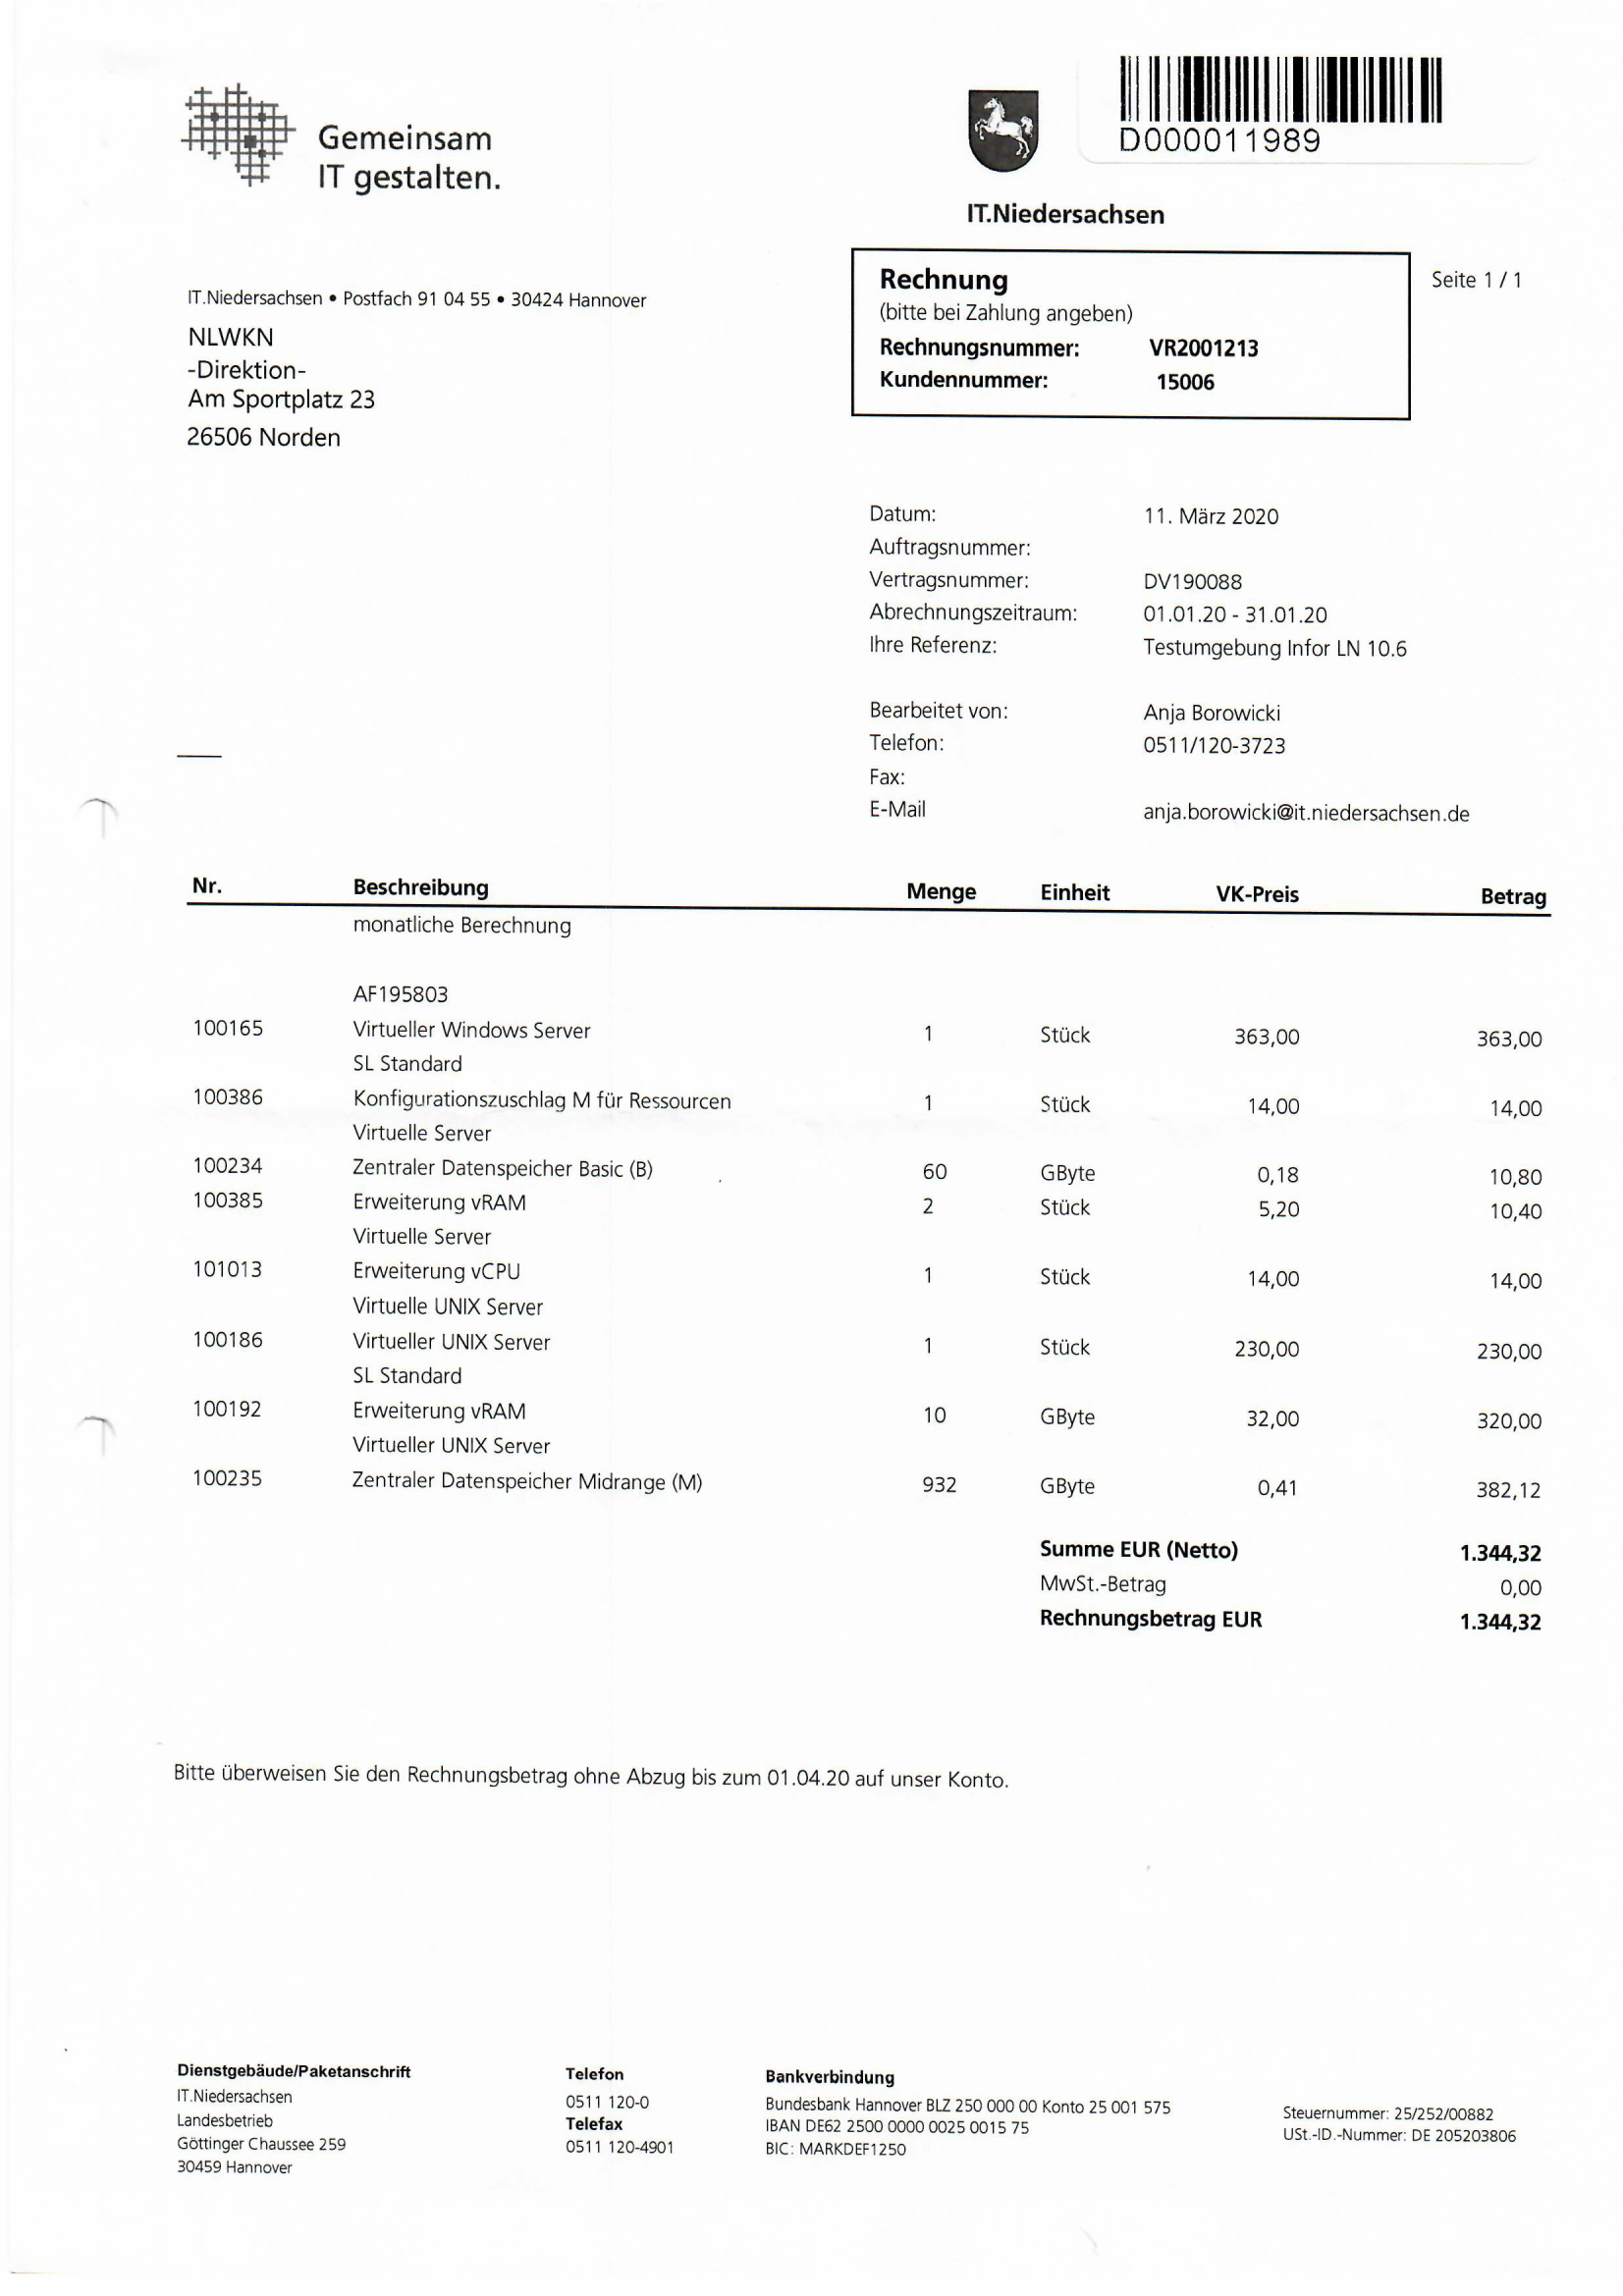 Gemeinsam
IT gestalten.
D000011989
IT.Niedersachsen
Rechnung
(bitte bei Zahlung angeben)
Rechnungsnummer: VR2001213
Kundennummer: 15006
Seite 1 / 1
IT.Niedersachsen • Postfach 91 04 55 • 30424 Hannover
NLWKN
-Direktion-
Am Sportplatz 23
26506 Norden
Datum: 11. März 2020
Auftragsnummer:
Vertragsnummer: DV190088
Abrechnungszeitraum: 01.01.20 - 31.01.20
Ihre Referenz: Testumgebung Infor LN 10.6
Bearbeitet von: Anja Borowicki
Telefon: 0511/120-3723
Fax:
E-Mail anja.borowicki@it.niedersachsen.de
Nr. Beschreibung Menge Einheit VK-Preis Betrag
monatliche Berechnung
AF195803
100165 Virtueller Windows Server 1 Stück 363,00 363,00
SL Standard
100386 Konfigurationszuschlag M für Ressourcen 1 Stück 14,00 14,00
Virtuelle Server
100234 Zentraler Datenspeicher Basic (B) 60 GByte 0,18 10,80
100385 Erweiterung vRAM 2 Stück 5,20 10,40
Virtuelle Server
101013 Erweiterung vCPU 1 Stück 14,00 14,00
Virtuelle UNIX Server
100186 Virtueller UNIX Server 1 Stück 230,00 230,00
SL Standard
100192 Erweiterung vRAM 10 GByte 32,00 320,00
Virtueller UNIX Server
100235 Zentraler Datenspeicher Midrange (M) 932 GByte 0,41 382,12
Summe EUR (Netto) 1.344,32
MwSt.-Betrag 0,00
Rechnungsbetrag EUR 1.344,32
Bitte überweisen Sie den Rechnungsbetrag ohne Abzug bis zum 01.04.20 auf unser Konto.
Dienstgebäude/Paketanschrift
IT.Niedersachsen
Landesbetrieb
Göttinger Chaussee 259
30459 Hannover
Telefon
0511 120-0
Telefax
0511 120-4901
Bankverbindung
Bundesbank Hannover BLZ 250 000 00 Konto 25 001 575
IBAN DE62 2500 0000 0025 0015 75
BIC: MARKDEF1250
Steuernummer: 25/252/00882
USt.-ID.-Nummer: DE 205203806